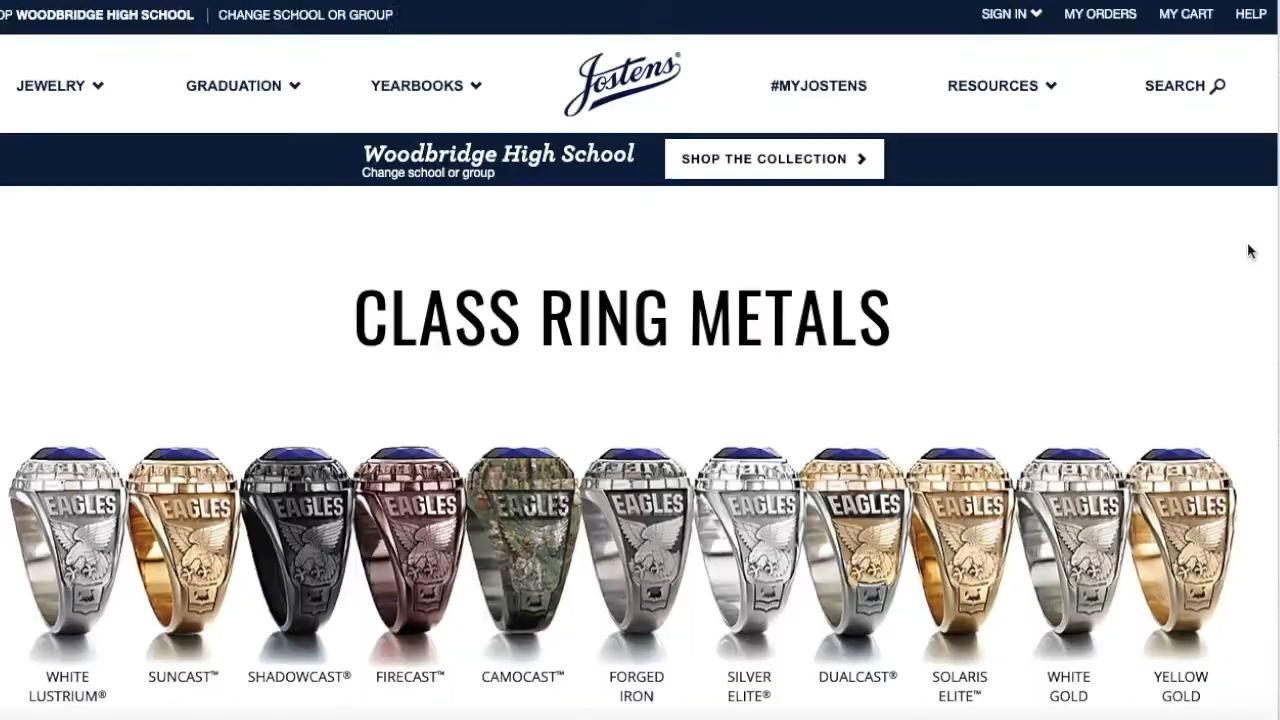 OP WOODBRIDGE HIGH SCHOOL CHANGE SCHOOL OR GROUP SIGN IN MY ORDERS MY CART HELP
JEWELRY GRADUATION YEARBOOKS Jostens® #MYJOSTENS RESOURCES SEARCH
Woodbridge High School
Change school or group
SHOP THE COLLECTION
CLASS RING METALS
EAGLES EAGLES EAGLES EAGLES EAGLES EAGLES EAGLES EAGLES EAGLES EAGLES EAGLES
WHITE LUSTRIUM®
SUNCAST™
SHADOWCAST®
FIRECAST™
CAMOCAST™
FORGED IRON
SILVER ELITE®
DUALCAST®
SOLARIS ELITE™
WHITE GOLD
YELLOW GOLD